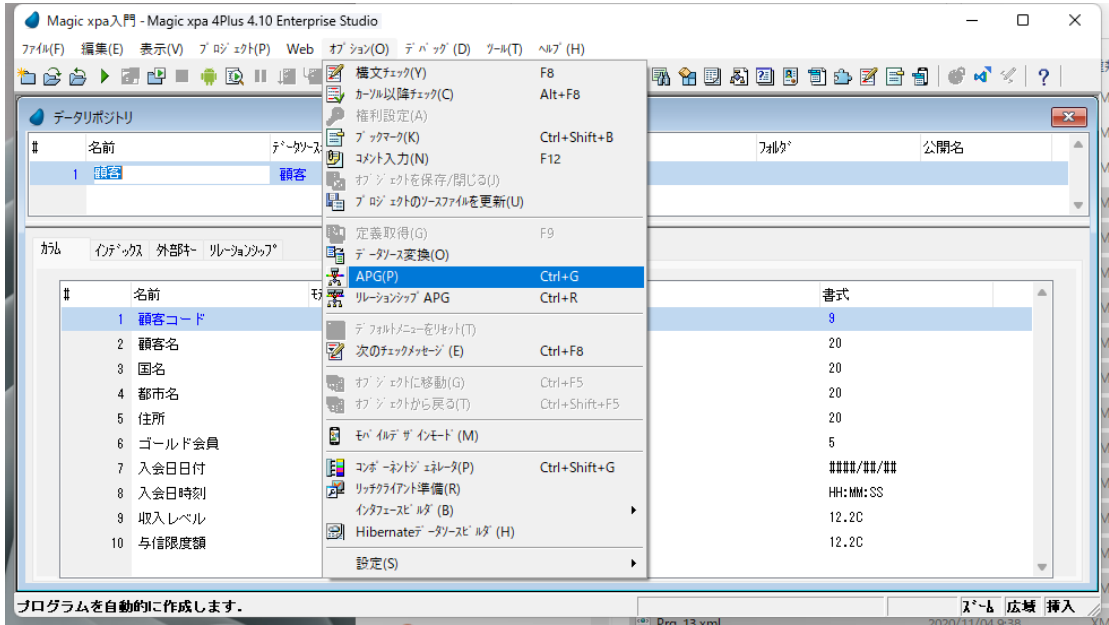 Magic xpa入門 - Magic xpa 4Plus 4.10 Enterprise Studio
ﾌｧｲﾙ(F) 編集(E) 表示(V) ﾌﾟﾛｼﾞｪｸﾄ(P) Web ｵﾌﾟｼｮﾝ(O) ﾃﾞﾊﾞｯｸﾞ(D) ﾂｰﾙ(T) ﾍﾙﾌﾟ(H)
データリポジトリ
# 名前 ﾃﾞｰﾀｿｰｽ ﾌｫﾙﾀﾞ 公開名
1 顧客 顧客
ｶﾗﾑ ｲﾝﾃﾞｯｸｽ 外部ｷｰ ﾘﾚｰｼｮﾝｼｯﾌﾟ
# 名前 ﾓﾃ 書式
1 顧客コード 9
2 顧客名 20
3 国名 20
4 都市名 20
5 住所 20
6 ゴールド会員 5
7 入会日付 ####/##/##
8 入会日時刻 HH:MM:SS
9 収入レベル 12.2C
10 与信限度額 12.2C
構文ﾁｪｯｸ(Y) F8
ｶｰｿﾙ以降ﾁｪｯｸ(C) Alt+F8
権利設定(A)
ﾌﾞｯｸﾏｰｸ(K) Ctrl+Shift+B
ｺﾒﾝﾄ入力(N) F12
ｵﾌﾞｼﾞｪｸﾄを保存/閉じる(J)
ﾌﾟﾛｼﾞｪｸﾄのｿｰｽﾌｧｲﾙを更新(U)
定義取得(G) F9
ﾃﾞｰﾀｿｰｽ変換(O)
APG(P) Ctrl+G
ﾘﾚｰｼｮﾝｼｯﾌﾟ APG Ctrl+R
ﾃﾞﾌｫﾙﾄﾒﾆｭｰをﾘｾｯﾄ(T)
次のﾁｪｯｸﾒｯｾｰｼﾞ(E) Ctrl+F8
ｵﾌﾞｼﾞｪｸﾄに移動(G) Ctrl+F5
ｵﾌﾞｼﾞｪｸﾄから戻る(T) Ctrl+Shift+F5
ﾓﾊﾞｲﾙﾃﾞｻﾞｲﾝﾓｰﾄﾞ(M)
ｺﾝﾎﾟｰﾈﾝﾄｼﾞｪﾈﾚｰﾀ(P) Ctrl+Shift+G
ﾘｯﾁｸﾗｲｱﾝﾄ準備(R)
ｲﾝﾀﾌｪｰｽﾋﾞﾙﾀﾞ(B)
Hibernateﾃﾞｰﾀｿｰｽﾋﾞﾙﾀﾞ(H)
設定(S)
プログラムを自動的に作成します. ｽﾞｰﾑ 広域 挿入
Prg_13.xml 2020/11/04 9:38 XM